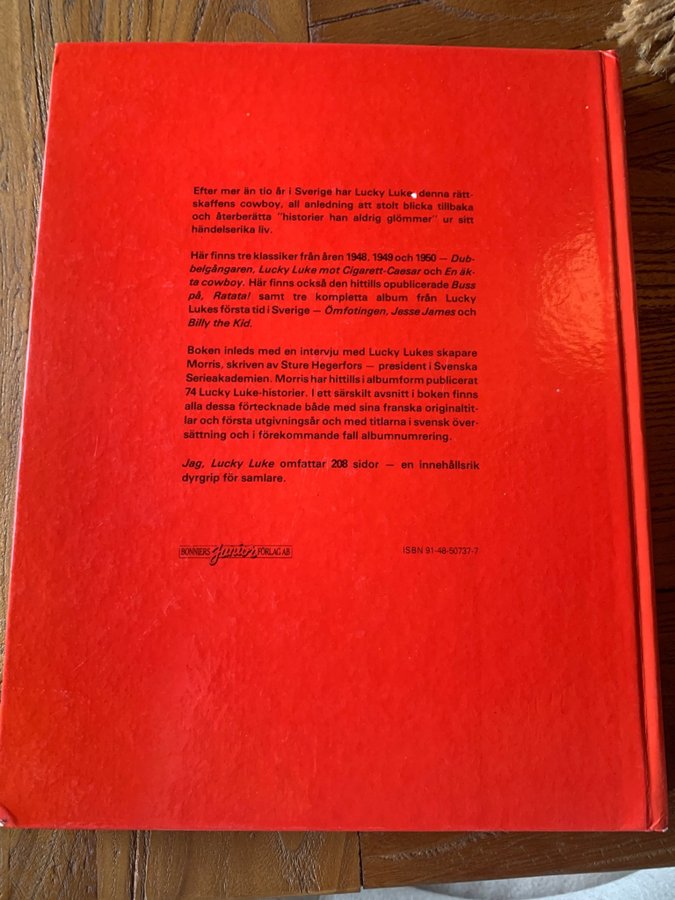 Efter mer än tio år i Sverige har Lucky Luke, denna rätt-
skaffens cowboy, all anledning att stolt blicka tillbaka
och återberätta "historier han aldrig glömmer" ur sitt
händelserika liv.
Här finns tre klassiker från åren 1948, 1949 och 1950 — Dub-
belgångaren, Lucky Luke mot Cigarett-Caesar och En äk-
ta cowboy. Här finns också den hittills opublicerade Buss
på, Ratata! samt tre kompletta album från Lucky
Lukes första tid i Sverige — Ömfotingen, Jesse James och
Billy the Kid.
Boken inleds med en intervju med Lucky Lukes skapare
Morris, skriven av Sture Hegerfors — president i Svenska
Serieakademien. Morris har hittills i albumform publicerat
74 Lucky Luke-historier. I ett särskilt avsnitt i boken finns
alla dessa förtecknade både med sina franska originaltit-
lar och första utgivningsår och med titlarna i svensk över-
sättning och i förekommande fall albumnumrering.
Jag, Lucky Luke omfattar 208 sidor — en innehållsrik
dyrgrip för samlare.
BONNIERS Junior FÖRLAG AB
ISBN 91-48-50737-7